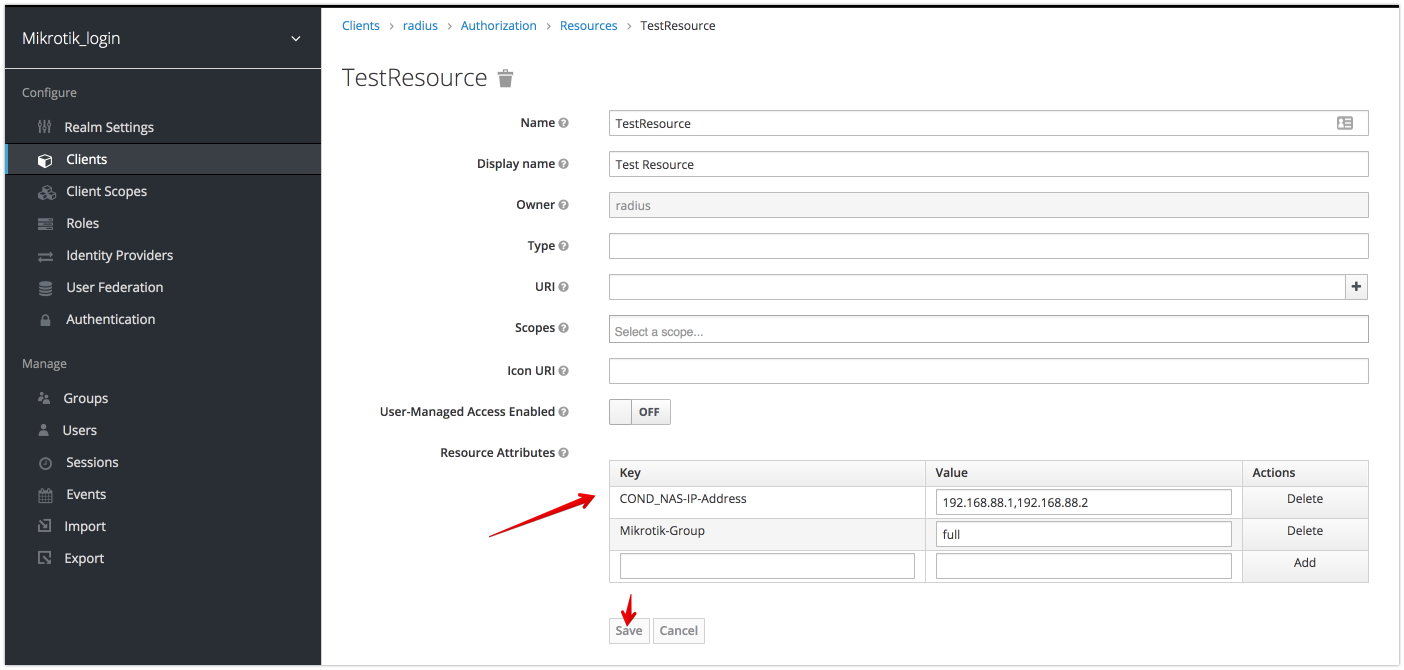 Mikrotik_login
Configure
Realm Settings
Clients
Client Scopes
Roles
Identity Providers
User Federation
Authentication
Manage
Groups
Users
Sessions
Events
Import
Export
Clients > radius > Authorization > Resources > TestResource
TestResource
Name TestResource
Display name Test Resource
Owner radius
Type
URI +
Scopes Select a scope...
Icon URI
User-Managed Access Enabled OFF
Resource Attributes
Key Value Actions
COND_NAS-IP-Address 192.168.88.1,192.168.88.2 Delete
Mikrotik-Group full Delete
Add
Save Cancel